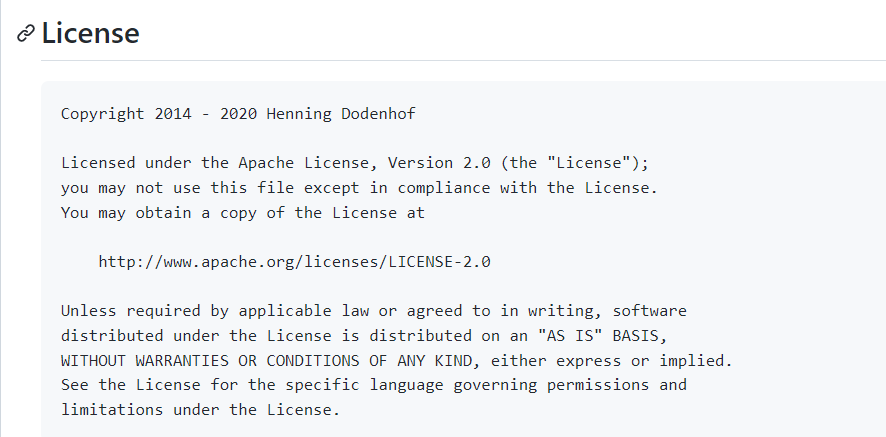 License
Copyright 2014 - 2020 Henning Dodenhof
Licensed under the Apache License, Version 2.0 (the "License");
you may not use this file except in compliance with the License.
You may obtain a copy of the License at
http://www.apache.org/licenses/LICENSE-2.0
Unless required by applicable law or agreed to in writing, software
distributed under the License is distributed on an "AS IS" BASIS,
WITHOUT WARRANTIES OR CONDITIONS OF ANY KIND, either express or implied.
See the License for the specific language governing permissions and
limitations under the License.